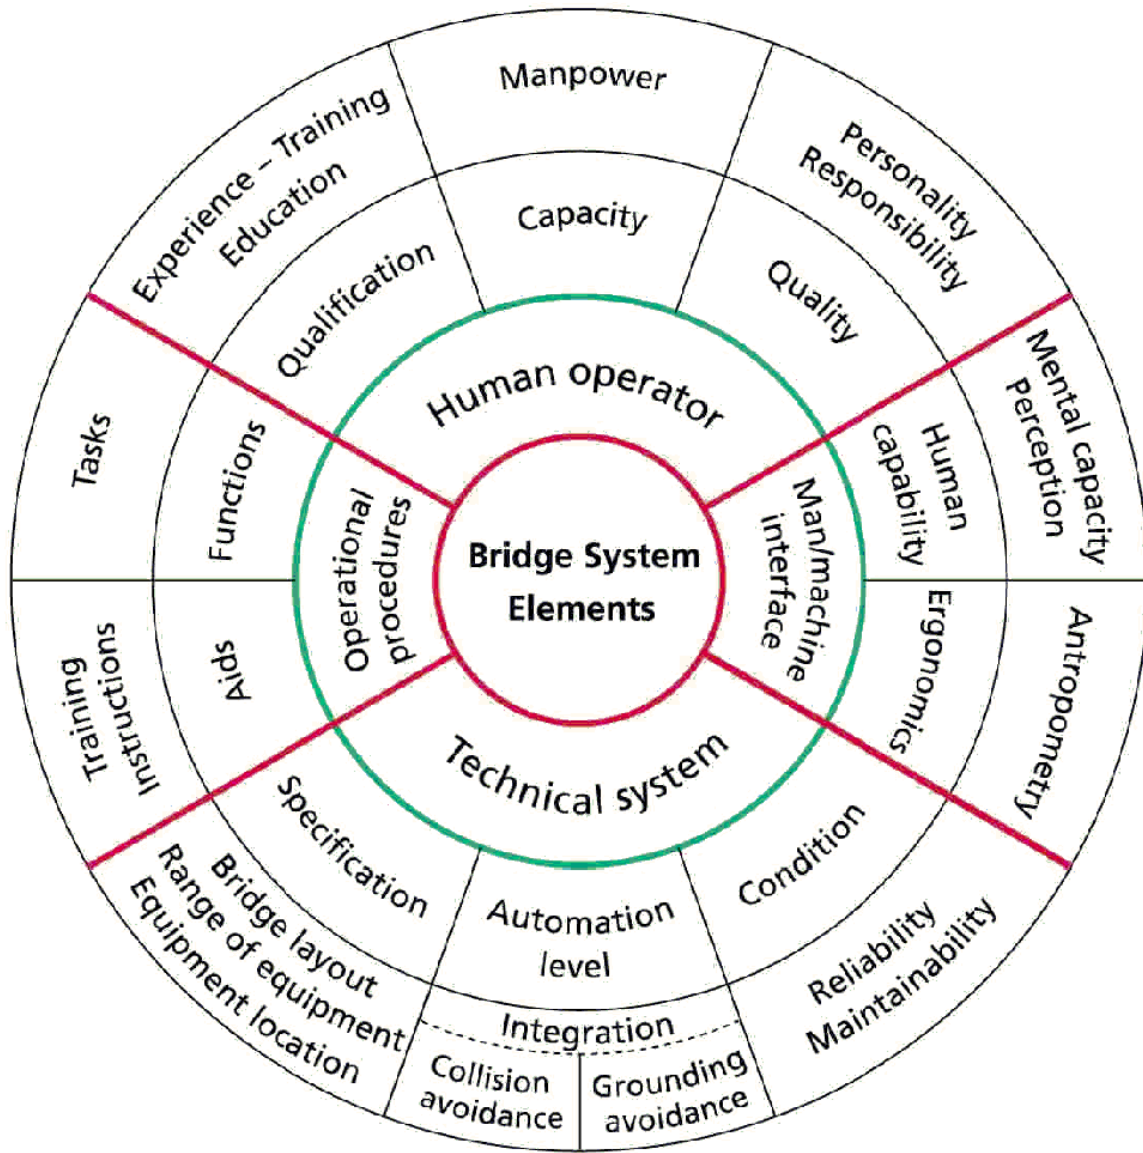 Manpower
Capacity
Experience – Training
Education
Qualification
Personality
Responsibility
Quality
Human operator
Tasks
Functions
Operational
procedures
Bridge System
Elements
Man/machine
interface
Human
capability
Mental capacity
Perception
Training
Instructions
Aids
Ergonomics
Antropometry
Technical system
Specification
Bridge layout
Range of equipment
Equipment location
Automation
level
Integration
Collision
avoidance
Grounding
avoidance
Condition
Reliability
Maintainability